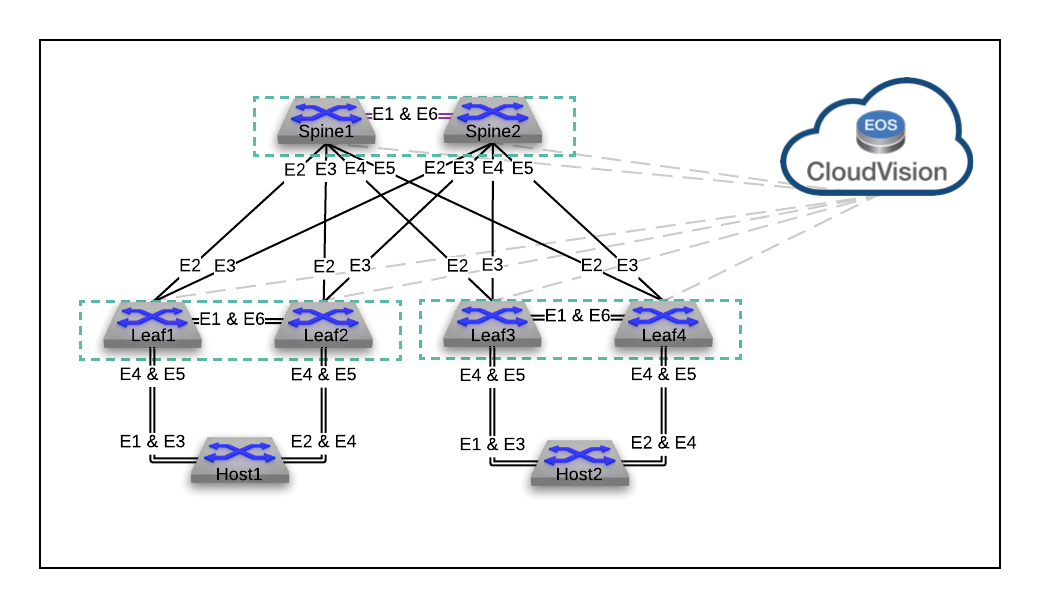 E1 & E6
Spine1
Spine2
EOS
CloudVision
E2 E3 E4 E5
E2 E3 E4 E5
E2 E3
E2 E3
E2 E3
E2 E3
E1 & E6
E1 & E6
Leaf1
Leaf2
Leaf3
Leaf4
E4 & E5
E4 & E5
E4 & E5
E4 & E5
E1 & E3
E2 & E4
E1 & E3
E2 & E4
Host1
Host2